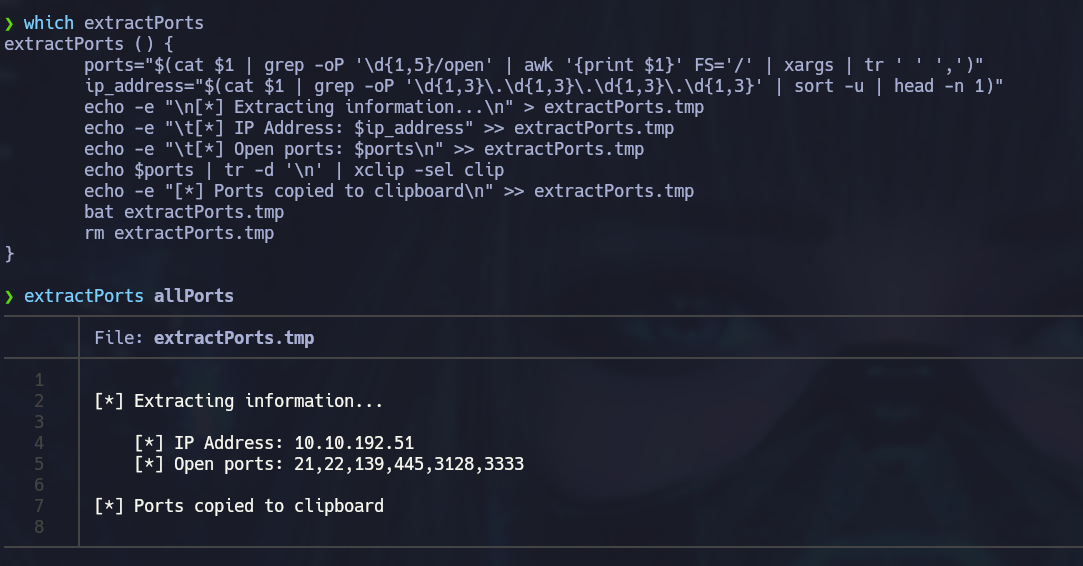 ❯ which extractPorts
extractPorts () {
        ports="$(cat $1 | grep -oP '\d{1,5}/open' | awk '{print $1}' FS='/' | xargs | tr ' ' ',')"
        ip_address="$(cat $1 | grep -oP '\d{1,3}\.\d{1,3}\.\d{1,3}\.\d{1,3}' | sort -u | head -n 1)"
        echo -e "\n[*] Extracting information...\n" > extractPorts.tmp
        echo -e "\t[*] IP Address: $ip_address" >> extractPorts.tmp
        echo -e "\t[*] Open ports: $ports\n" >> extractPorts.tmp
        echo $ports | tr -d '\n' | xclip -sel clip
        echo -e "[*] Ports copied to clipboard\n" >> extractPorts.tmp
        bat extractPorts.tmp
        rm extractPorts.tmp
}
❯ extractPorts allPorts
File: extractPorts.tmp
1
2 [*] Extracting information...
3
4     [*] IP Address: 10.10.192.51
5     [*] Open ports: 21,22,139,445,3128,3333
6
7 [*] Ports copied to clipboard
8